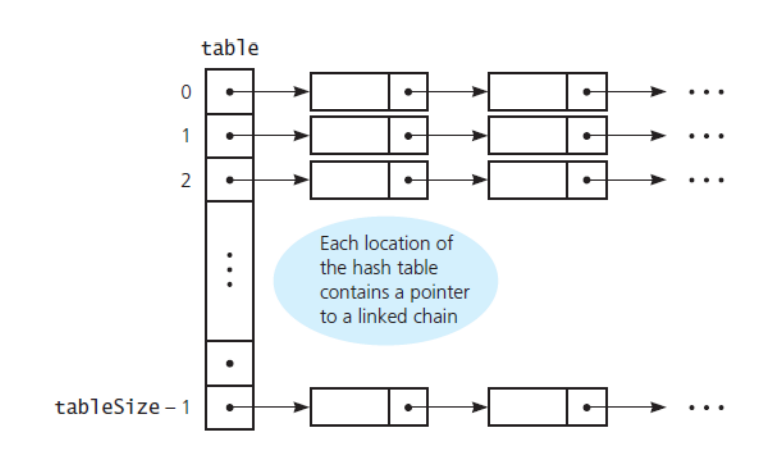 table
0
• • •
1
• • •
2
• • •
Each location of
the hash table
contains a pointer
to a linked chain
tableSize – 1
• • •